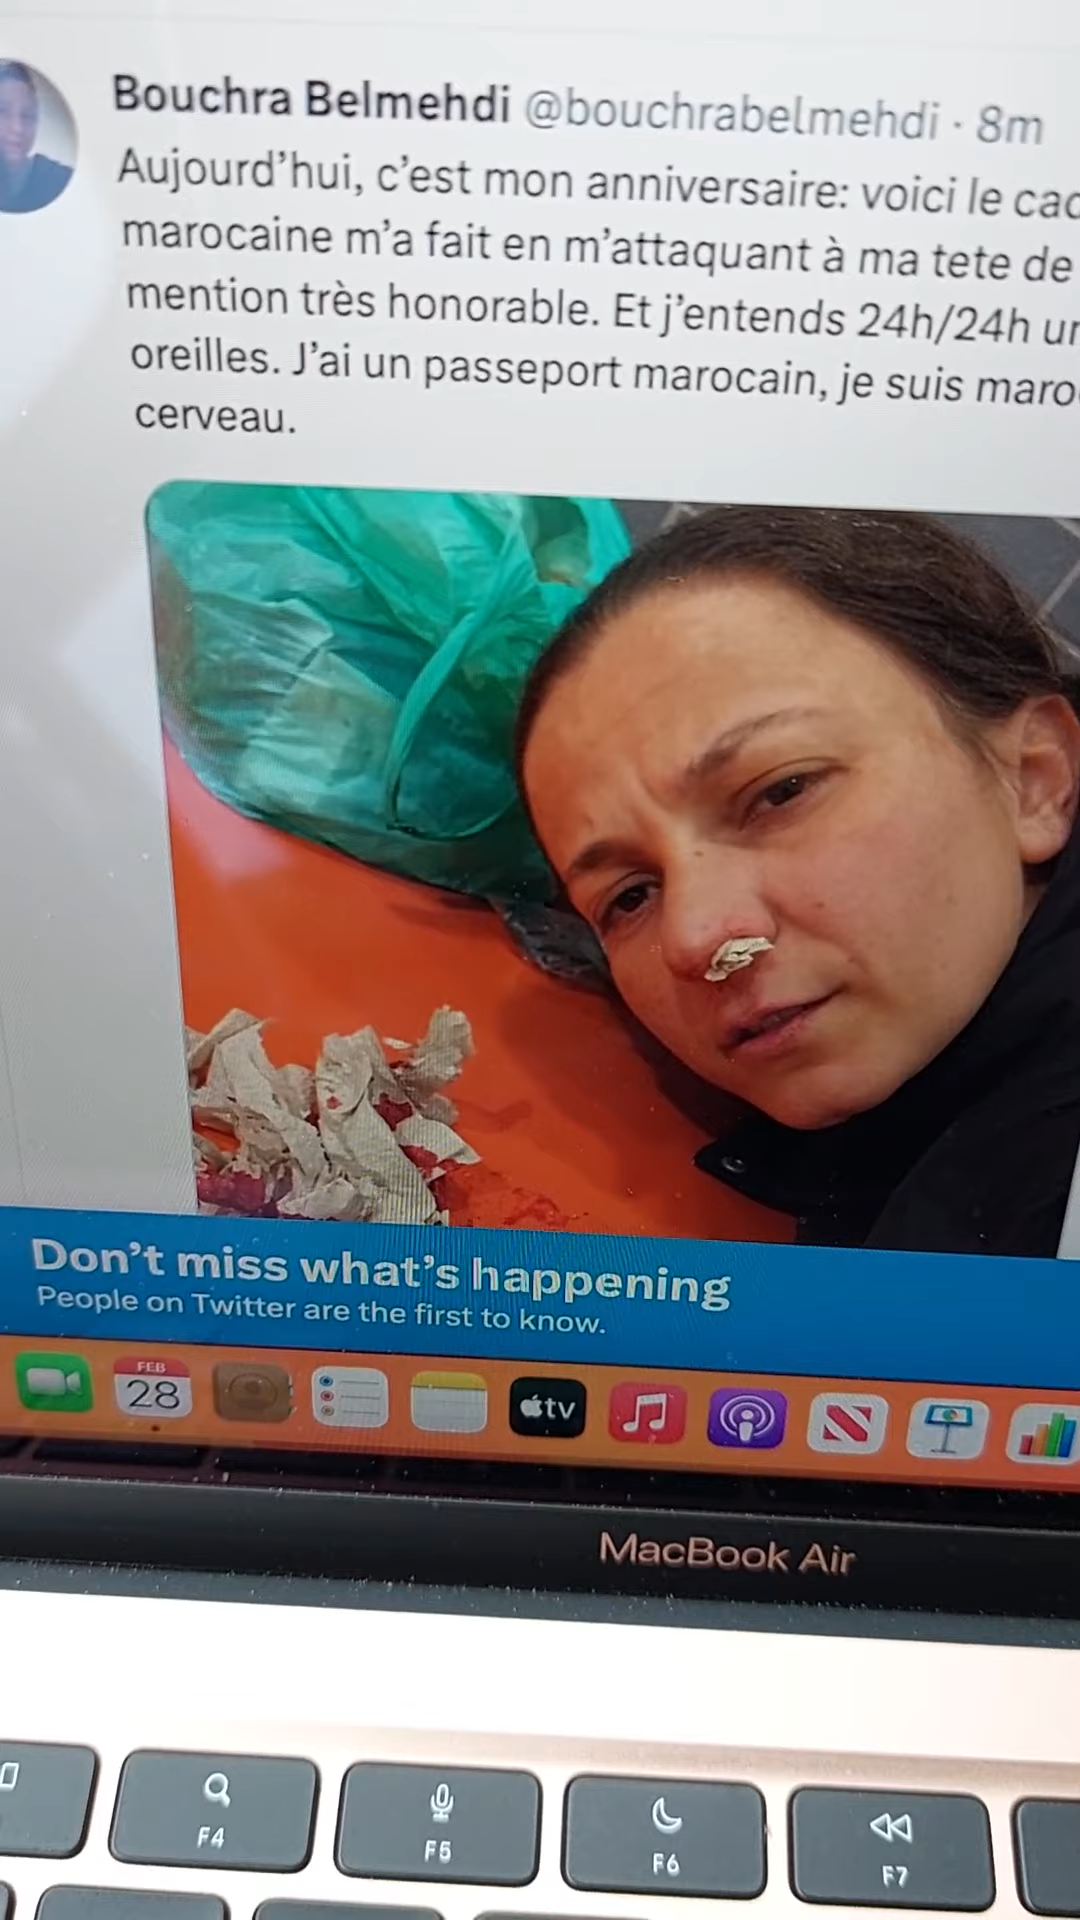 Bouchra Belmehdi @bouchrabelmehdi · 8m
Aujourd'hui, c'est mon anniversaire: voici le
marocaine m'a fait en m'attaquant à ma tete de
mention très honorable. Et j'entends 24h/24h
oreilles. J'ai un passeport marocain, je suis
cerveau.
Don't miss what's happening
People on Twitter are the first to know.
FEB
28
tv
MacBook Air
F4
F5
F6
F7